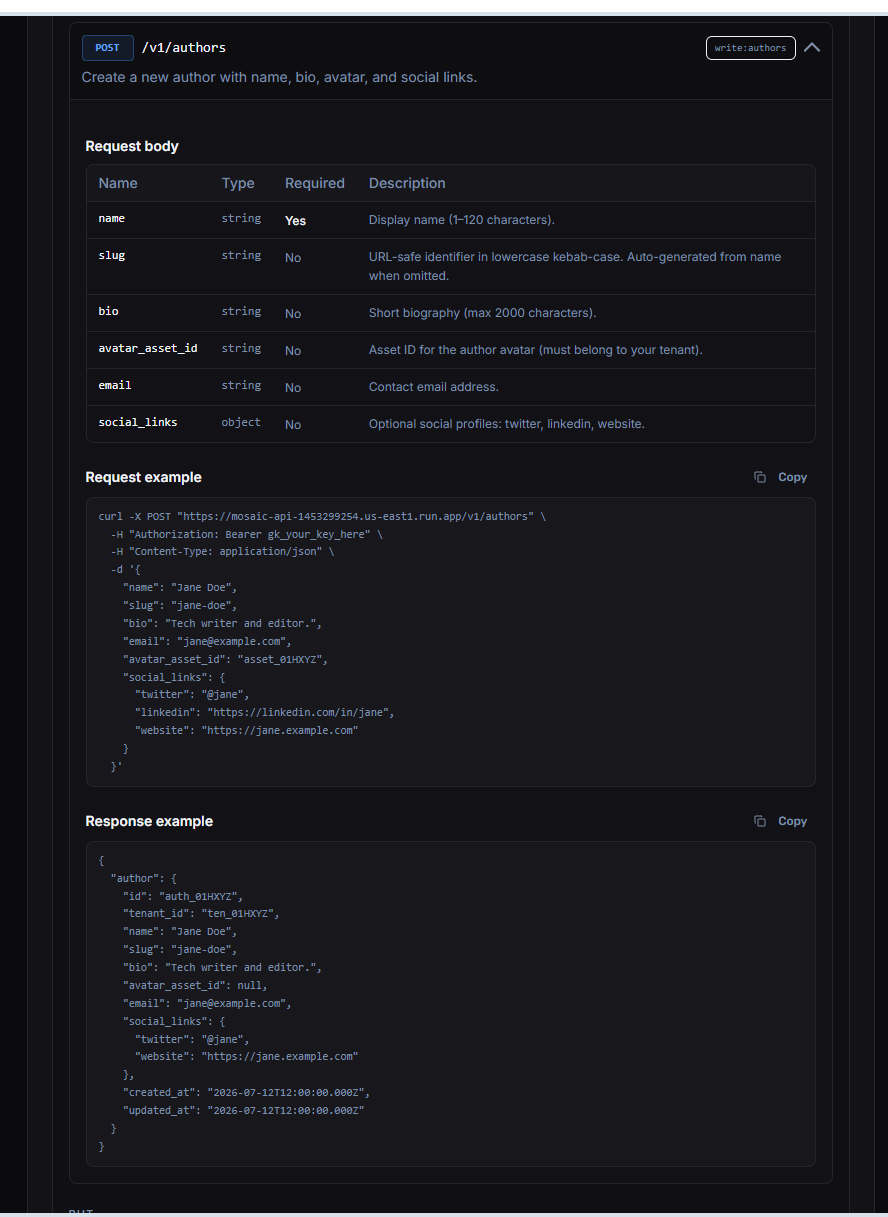 POST /v1/authors write:authors
Create a new author with name, bio, avatar, and social links.
Request body
Name Type Required Description
name string Yes Display name (1–120 characters).
slug string No URL-safe identifier in lowercase kebab-case. Auto-generated from name
when omitted.
bio string No Short biography (max 2000 characters).
avatar_asset_id string No Asset ID for the author avatar (must belong to your tenant).
email string No Contact email address.
social_links object No Optional social profiles: twitter, linkedin, website.
Request example Copy
curl -X POST "https://mosaic-api-1453299254.us-east1.run.app/v1/authors" \
  -H "Authorization: Bearer gk_your_key_here" \
  -H "Content-Type: application/json" \
  -d '{
    "name": "Jane Doe",
    "slug": "jane-doe",
    "bio": "Tech writer and editor.",
    "email": "jane@example.com",
    "avatar_asset_id": "asset_01HXYZ",
    "social_links": {
      "twitter": "@jane",
      "linkedin": "https://linkedin.com/in/jane",
      "website": "https://jane.example.com"
    }
  }'
Response example Copy
{
  "author": {
    "id": "auth_01HXYZ",
    "tenant_id": "ten_01HXYZ",
    "name": "Jane Doe",
    "slug": "jane-doe",
    "bio": "Tech writer and editor.",
    "avatar_asset_id": null,
    "email": "jane@example.com",
    "social_links": {
      "twitter": "@jane",
      "website": "https://jane.example.com"
    },
    "created_at": "2026-07-12T12:00:00.000Z",
    "updated_at": "2026-07-12T12:00:00.000Z"
  }
}